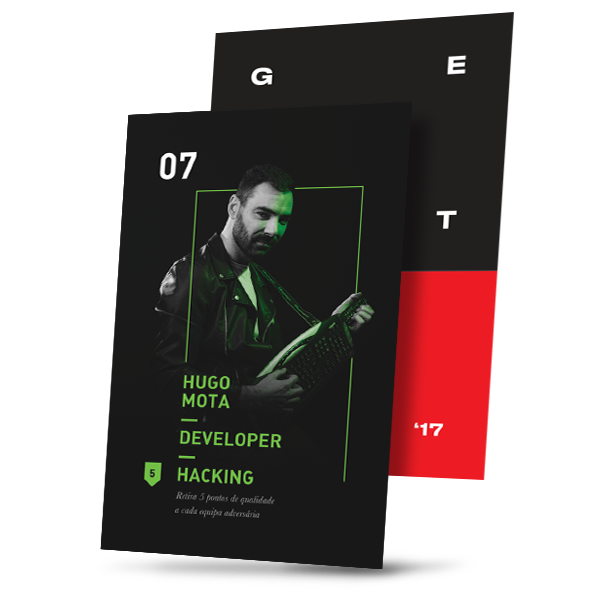 G E
T
'17
07
HUGO
MOTA
DEVELOPER
5
HACKING
Retira 5 pontos de qualidade
a cada equipa adversária